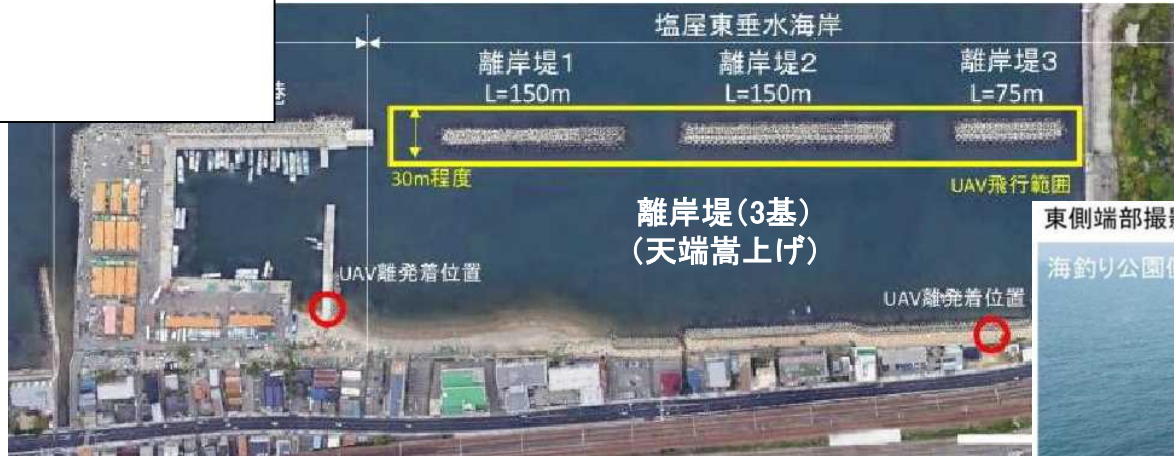 塩屋東垂水海岸
離岸堤1
L=150m
離岸堤2
L=150m
離岸堤3
L=75m
港
30m程度
UAV飛行範囲
離岸堤(3基)
(天端嵩上げ)
UAV離発着位置
UAV離発着位置
東側端部撮
海釣り公園